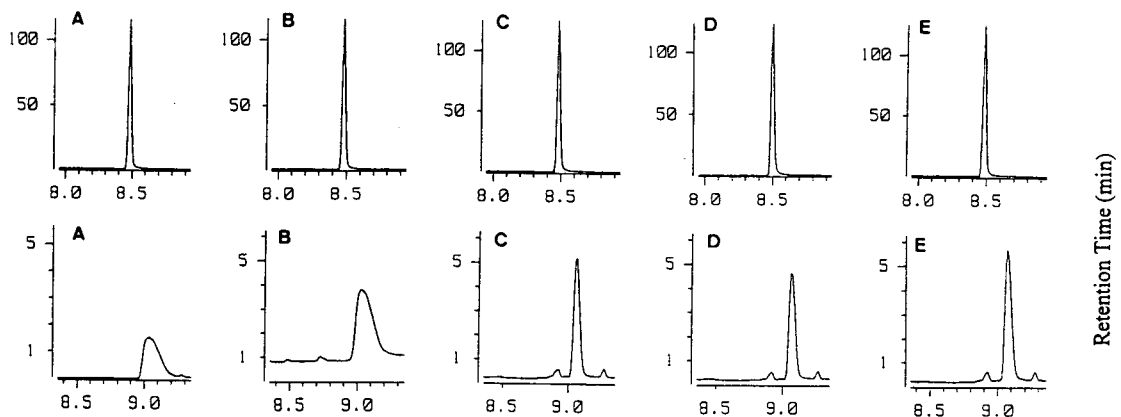 A B C D E
100 100 100 100 100
50 50 50 50 50
8.0 8.5 8.0 8.5 8.0 8.5 8.0 8.5 8.0 8.5
A B C D E
5 5 5 5 5
1 1 1 1 1
8.5 9.0 8.5 9.0 8.5 9.0 8.5 9.0 8.5 9.0
Retention Time (min)